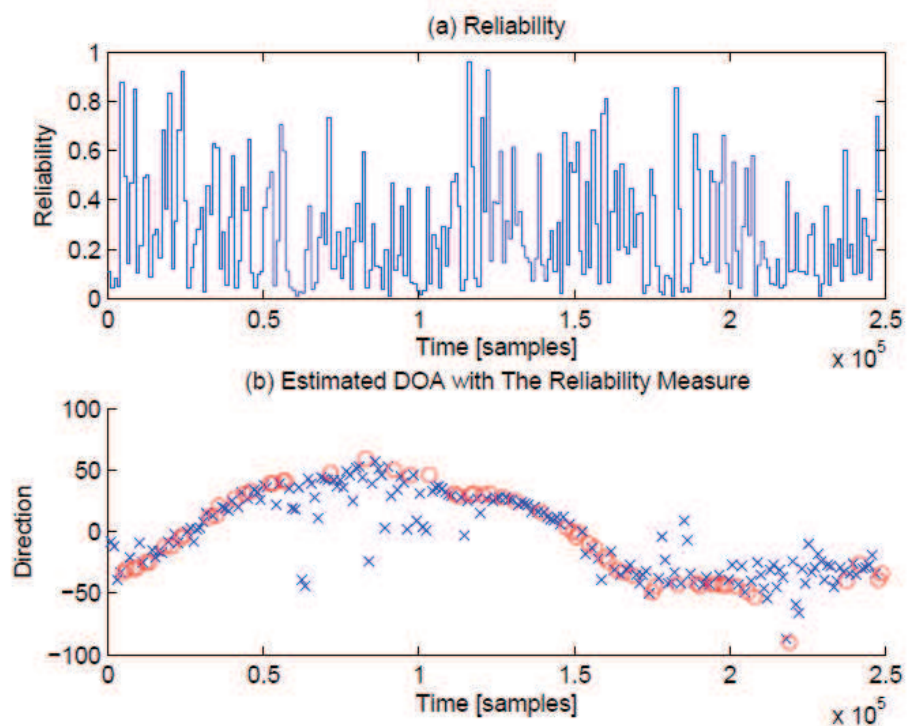 (a) Reliability
1
0.8
0.6
0.4
0.2
0
Reliability
0 0.5 1 1.5 2 2.5
Time [samples]
x 10^5
(b) Estimated DOA with The Reliability Measure
100
50
0
−50
−100
Direction
0 0.5 1 1.5 2 2.5
Time [samples]
x 10^5